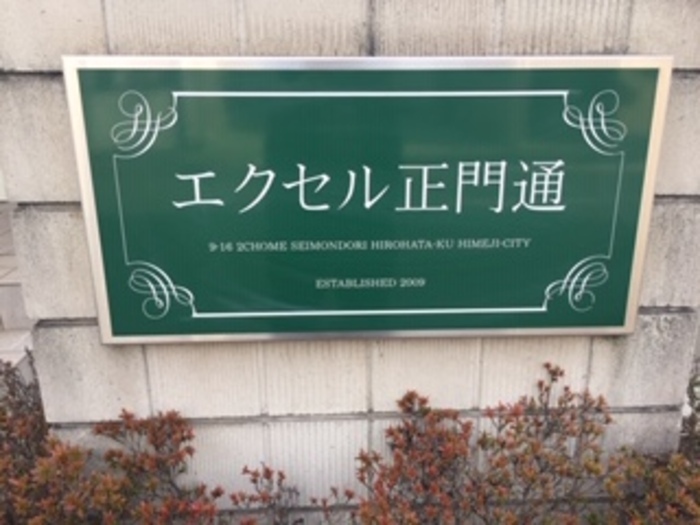 エクセル正門通
9-16 2CHOME SEIMONDORI HIROHATA-KU HIMEJI-CITY
ESTABLISHED 2009